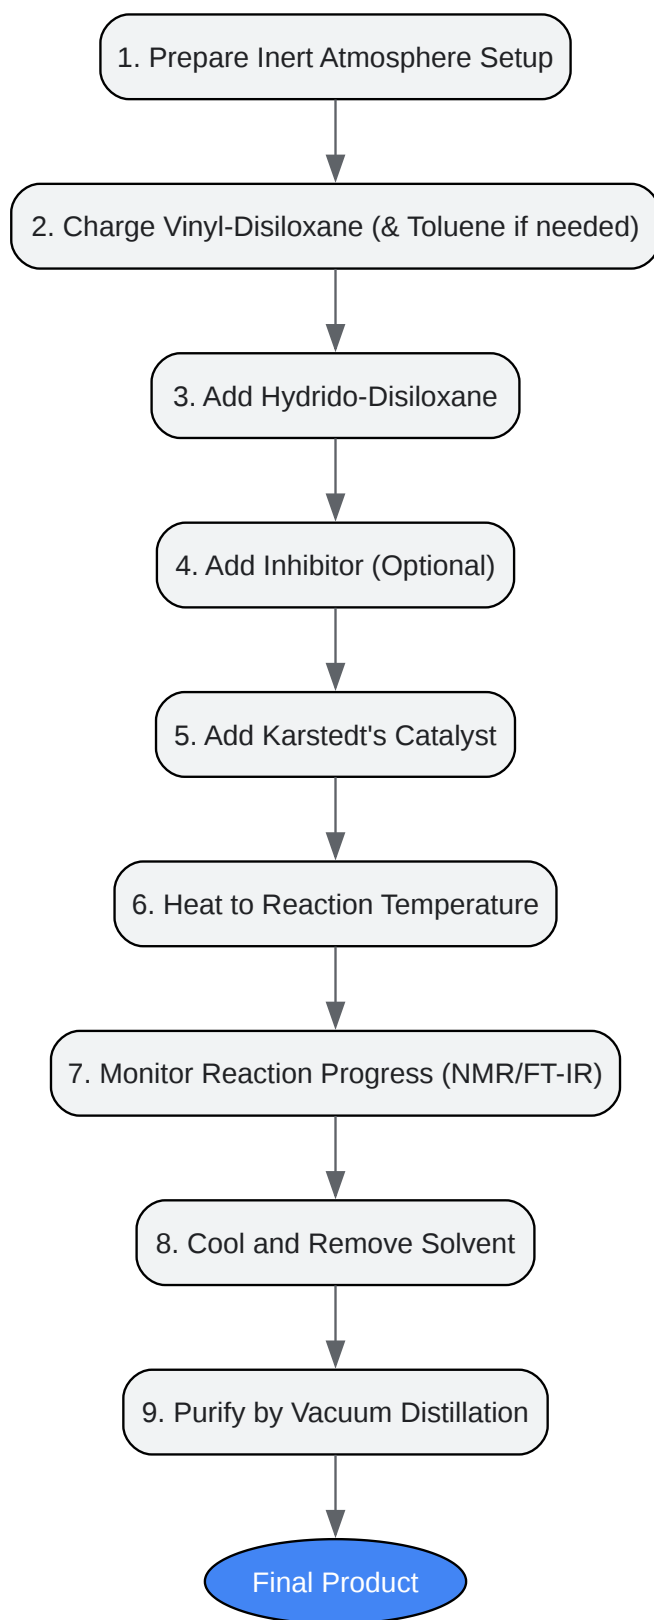 1. Prepare Inert Atmosphere Setup
2. Charge Vinyl-Disiloxane (& Toluene if needed)
3. Add Hydrido-Disiloxane
4. Add Inhibitor (Optional)
5. Add Karstedt's Catalyst
6. Heat to Reaction Temperature
7. Monitor Reaction Progress (NMR/FT-IR)
8. Cool and Remove Solvent
9. Purify by Vacuum Distillation
Final Product